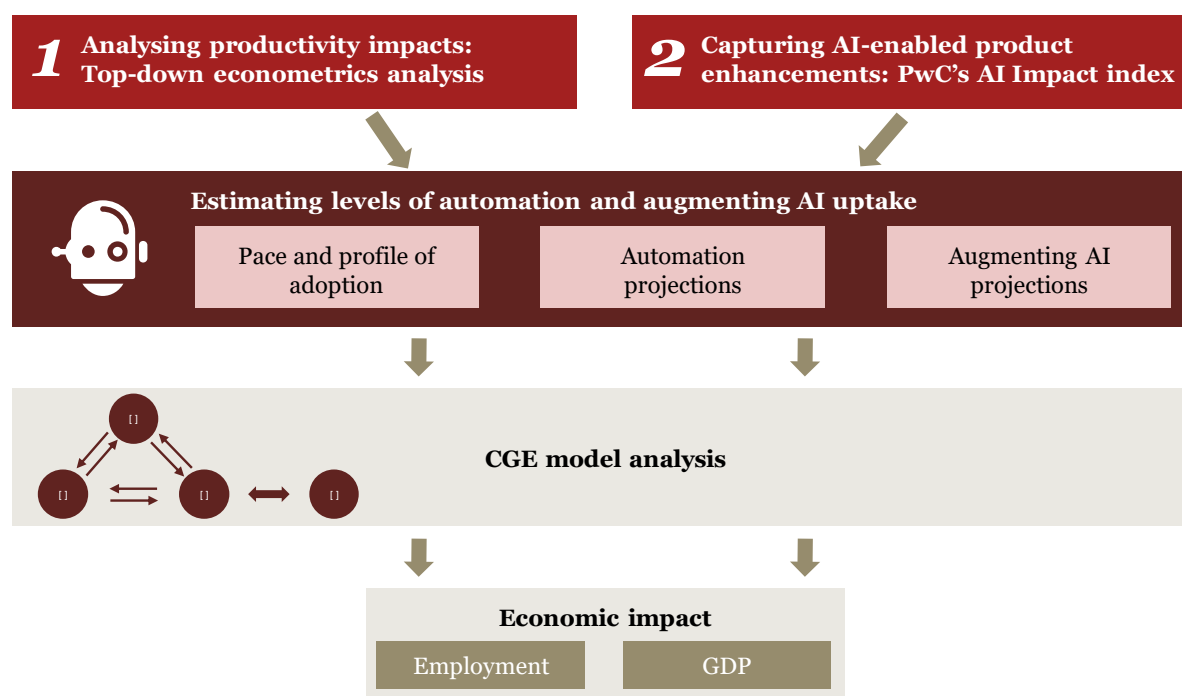 1
Analysing productivity impacts:
Top-down econometrics analysis
2
Capturing AI-enabled product
enhancements: PwC’s AI Impact index
Estimating levels of automation and augmenting AI uptake
Pace and profile of
adoption
Automation
projections
Augmenting AI
projections
[ ]
[ ]
[ ]
[ ]
CGE model analysis
Economic impact
Employment
GDP